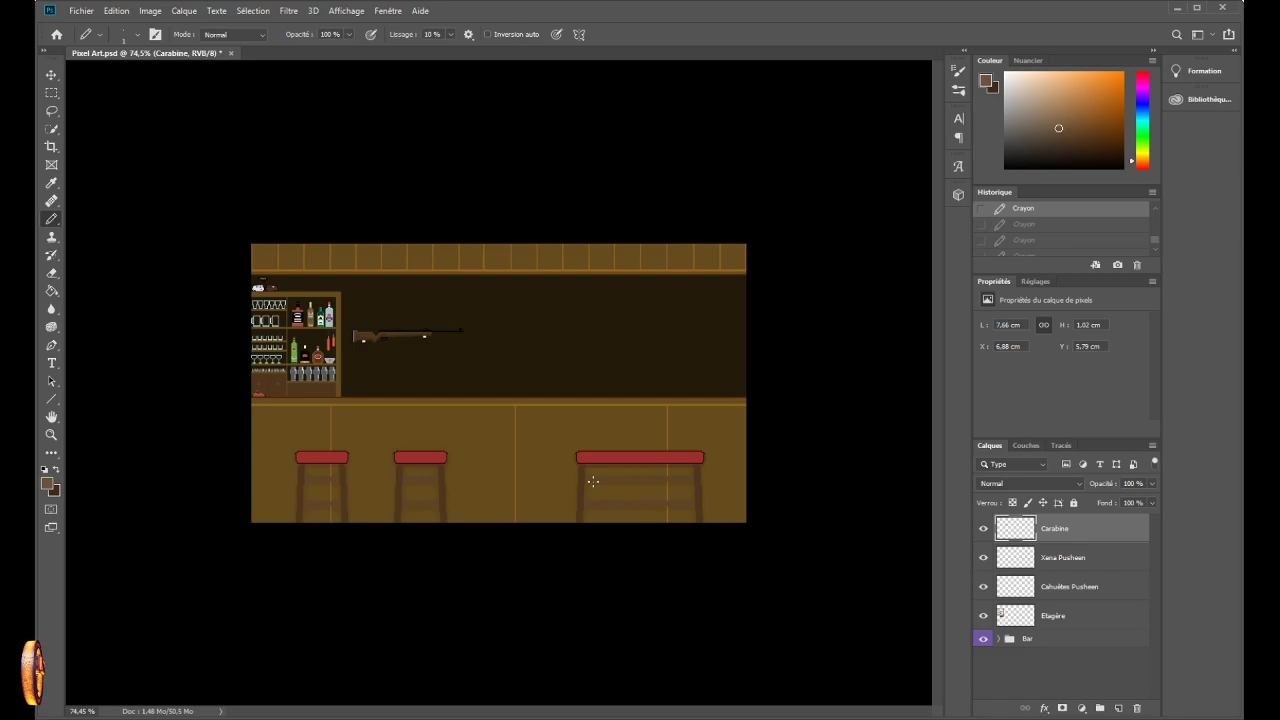 Fichier Edition Image Calque Texte Sélection Filtre 3D Affichage Fenêtre Aide
1 Mode : Normal Opacité : 100 % Lissage : 10 % Inversion auto
Pixel Art.psd @ 74,5% (Carabine, RVB/8) *
Couleur Nuancier
Formation
Bibliothèqu...
Historique
Crayon
Crayon
Crayon
Propriétés Réglages
Propriétés du calque de pixels
L : 7,66 cm H : 1,02 cm
X : 6,88 cm Y : 5,79 cm
Calques Couches Tracés
Type
Normal Opacité : 100 %
Verrou : Fond : 100 %
Carabine
Xena Pusheen
Cahuètes Pusheen
Etagère
Bar
74,45 % Doc : 1,48 Mo/50,5 Mo